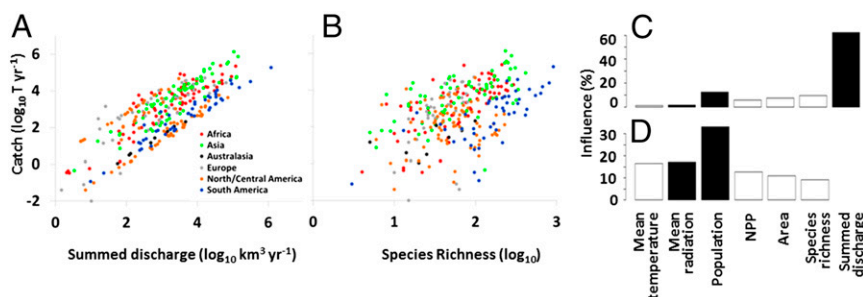 A
Catch (log10 T yr-1)
6
4
2
0
-2
0
2
4
6
Summed discharge (log10 km3 yr-1)
Africa
Asia
Australasia
Europe
North/Central America
South America
B
0
1
2
3
Species Richness (log10)
C
Influence (%)
60
40
20
0
D
30
20
10
0
Mean
temperature
Mean
radiation
Population
NPP
Area
Species
richness
Summed
discharge